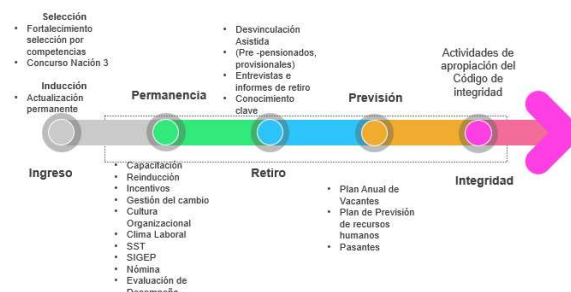 Selección
• Fortalecimiento
selección por
competencias
• Concurso Nación 3
Inducción
• Actualización
permanente
Ingreso
Permanencia
• Capacitación
• Reinducción
• Incentivos
• Gestión del cambio
• Cultura
Organizacional
• Clima Laboral
• SST
• SIGEP
• Nómina
• Evaluación de
Desempeño
• Desvinculación
Asistida
• (Pre -pensionados,
provisionales)
• Entrevistas e
informes de retiro
• Conocimiento
clave
Retiro
Previsión
• Plan Anual de
Vacantes
• Plan de Previsión
de recursos
humanos
• Pasantes
Actividades de
apropiación del
Código de
integridad
Integridad